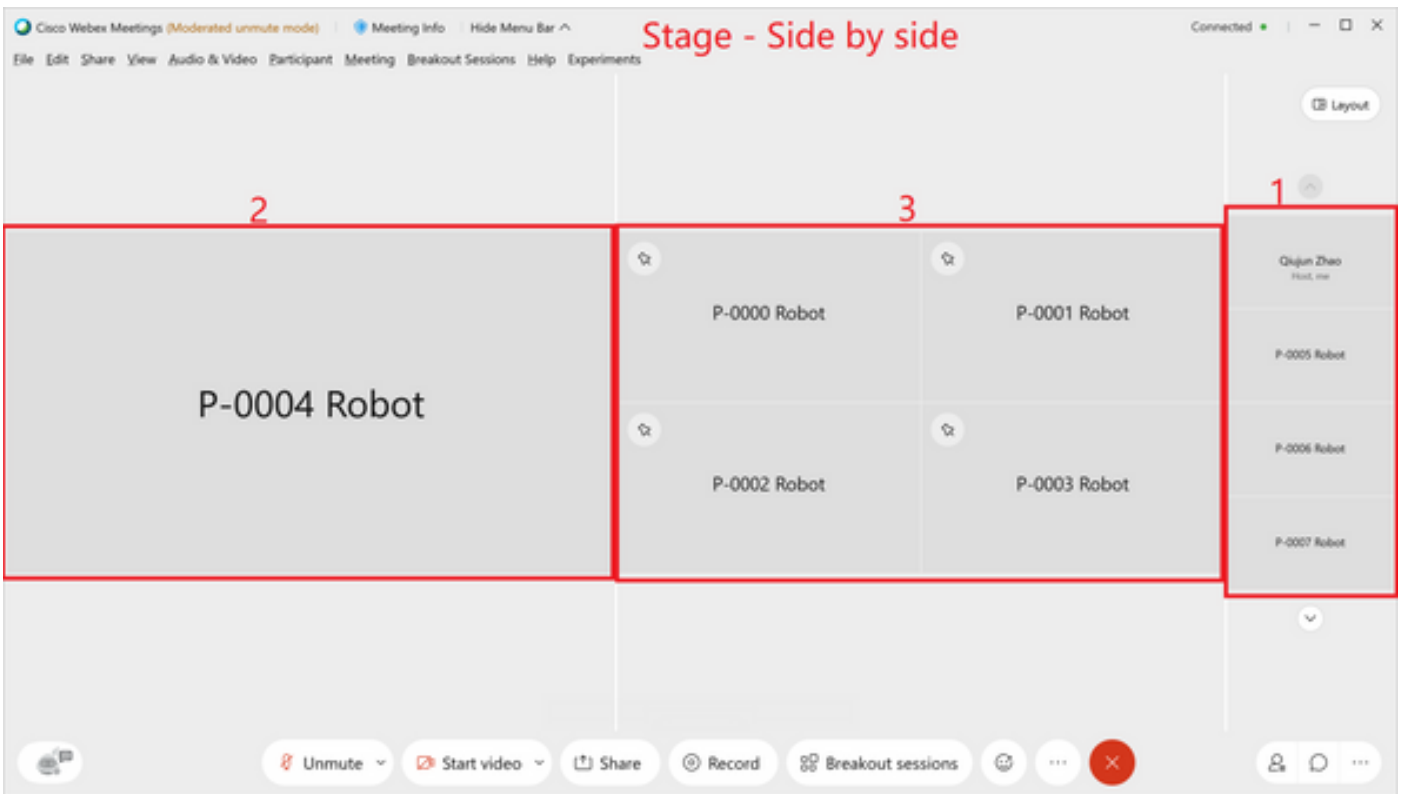 Cisco Webex Meetings (Moderated unmute mode) Meeting Info Hide Menu Bar Connected
Stage - Side by side
File Edit Share View Audio & Video Participant Meeting Breakout Sessions Help Experiments
Layout
2
3
1
P-0004 Robot
P-0000 Robot
P-0001 Robot
P-0002 Robot
P-0003 Robot
Qiujun Zhao
Host, me
P-0005 Robot
P-0006 Robot
P-0007 Robot
Unmute Start video Share Record Breakout sessions